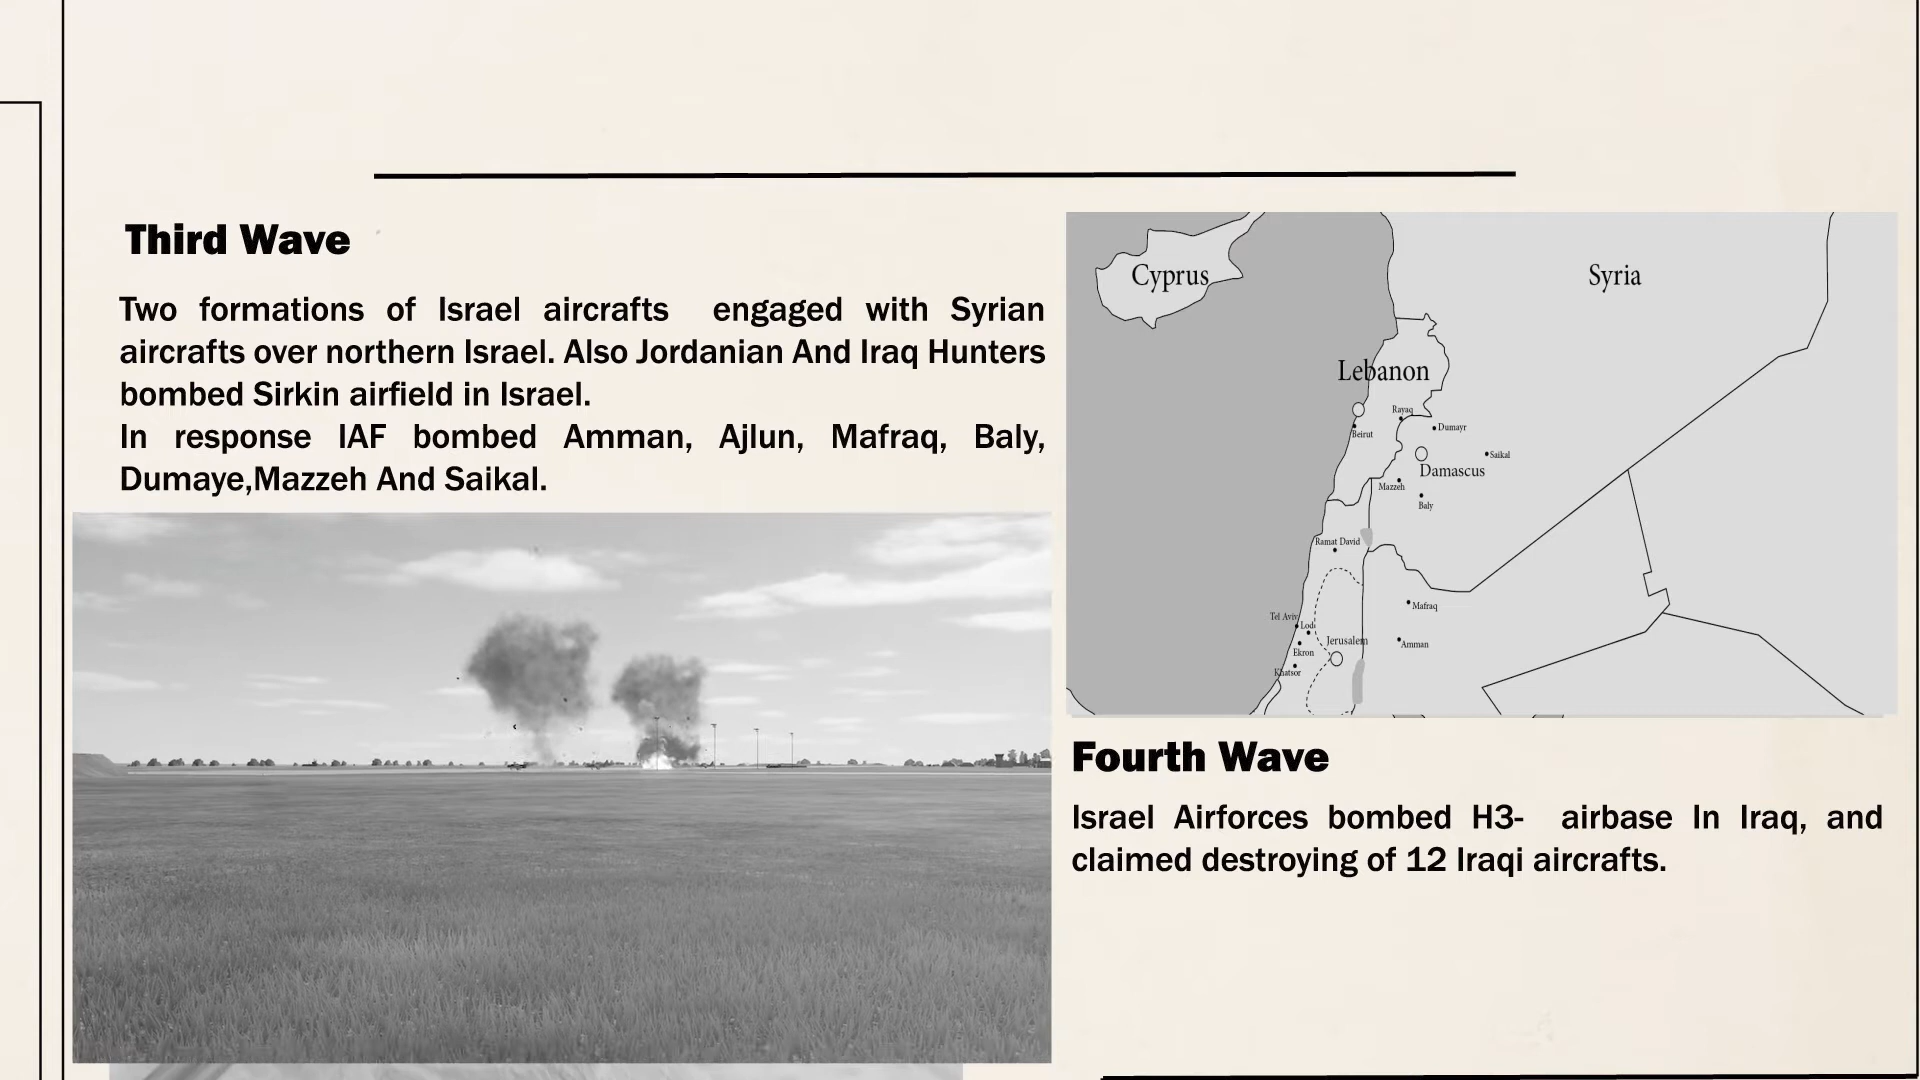 Third Wave
Two formations of Israel aircrafts engaged with Syrian
aircrafts over northern Israel. Also Jordanian And Iraq Hunters
bombed Sirkin airfield in Israel.
In response IAF bombed Amman, Ajlun, Mafraq, Baly,
Dumaye,Mazzeh And Saikal.
Cyprus
Syria
Lebanon
Rayaq
Beirut
Dumayr
Saikal
Damascus
Mazzeh
Baly
Ramat David
Mafraq
Tel Aviv
Lod
Jerusalem
Amman
Ekron
Khatsor
Fourth Wave
Israel Airforces bombed H3- airbase In Iraq, and
claimed destroying of 12 Iraqi aircrafts.